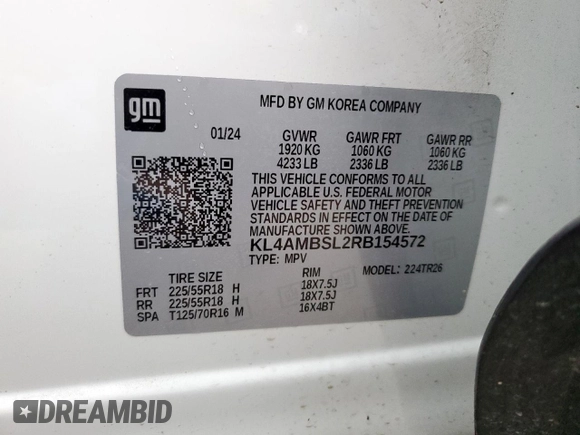 gm
MFD BY GM KOREA COMPANY
01/24 GVWR GAWR FRT GAWR RR
1920 KG 1060 KG 1060 KG
4233 LB 2336 LB 2336 LB
THIS VEHICLE CONFORMS TO ALL
APPLICABLE U.S. FEDERAL MOTOR
VEHICLE SAFETY AND THEFT PREVENTION
STANDARDS IN EFFECT ON THE DATE OF
MANUFACTURE SHOWN ABOVE.
KL4AMBSL2RB154572
TYPE: MPV MODEL: 224TR26
TIRE SIZE RIM
FRT 225/55R18 H 18X7.5J
RR 225/55R18 H 18X7.5J
SPA T125/70R16 M 16X4BT
DREAMBID